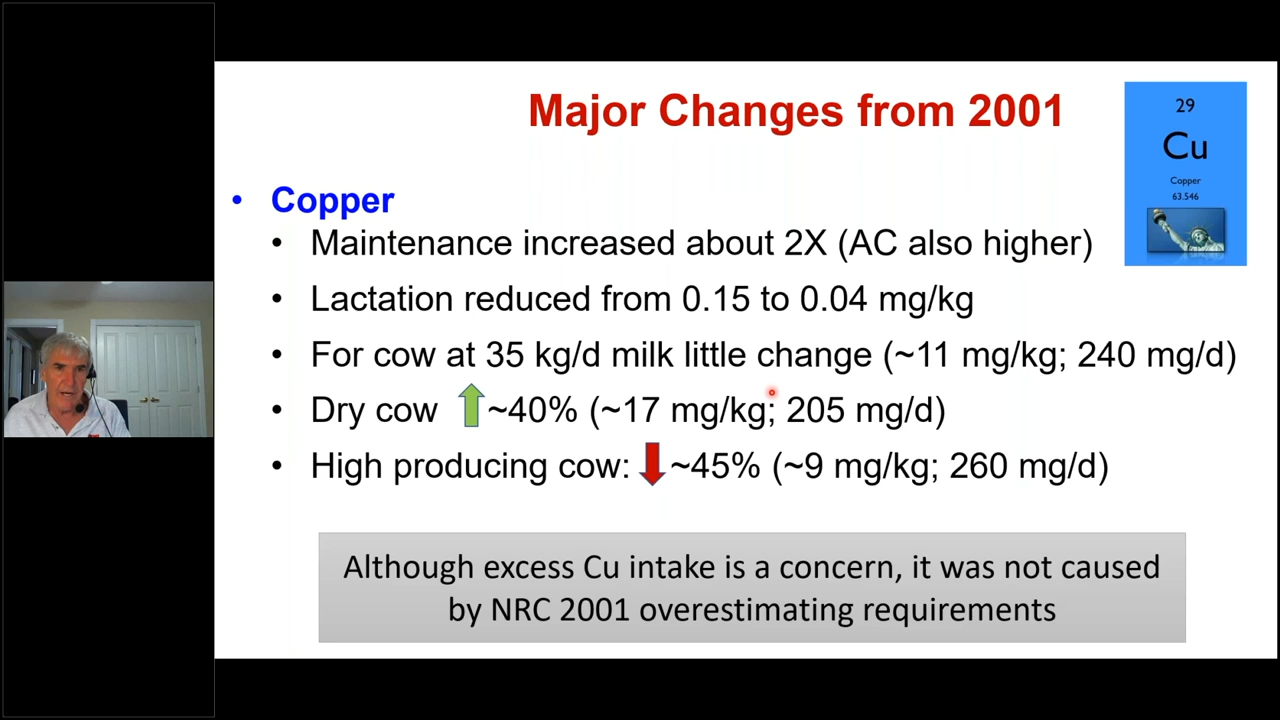 Major Changes from 2001
29
Cu
Copper
63.546
• Copper
• Maintenance increased about 2X (AC also higher)
• Lactation reduced from 0.15 to 0.04 mg/kg
• For cow at 35 kg/d milk little change (~11 mg/kg; 240 mg/d)
• Dry cow ~40% (~17 mg/kg; 205 mg/d)
• High producing cow: ~45% (~9 mg/kg; 260 mg/d)
Although excess Cu intake is a concern, it was not caused
by NRC 2001 overestimating requirements